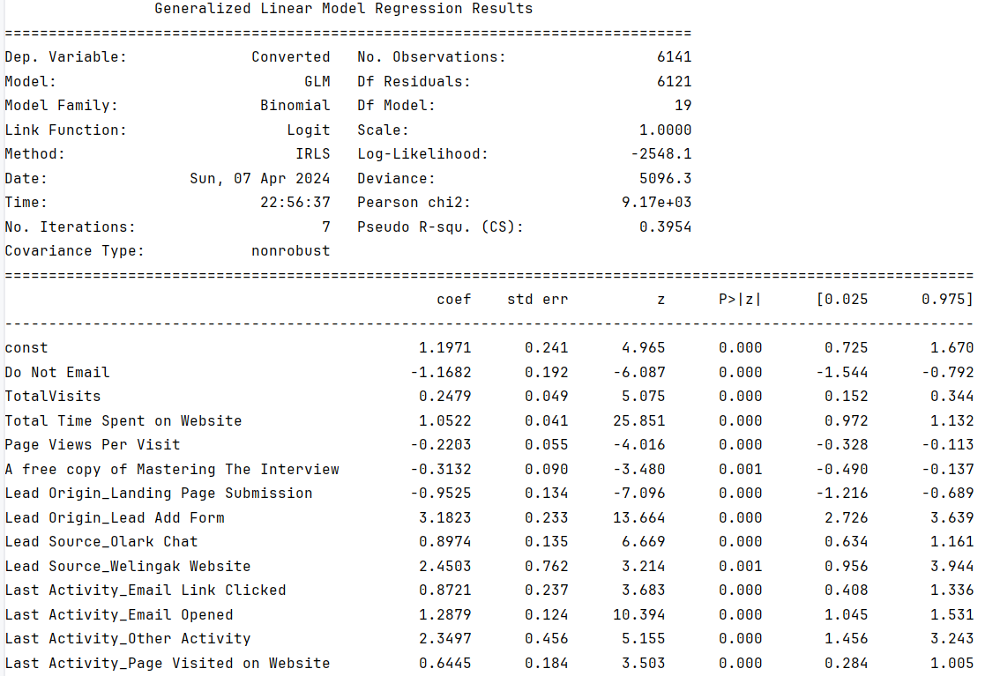 Generalized Linear Model Regression Results
==============================================================================
Dep. Variable: Converted No. Observations: 6141
Model: GLM Df Residuals: 6121
Model Family: Binomial Df Model: 19
Link Function: Logit Scale: 1.0000
Method: IRLS Log-Likelihood: -2548.1
Date: Sun, 07 Apr 2024 Deviance: 5096.3
Time: 22:56:37 Pearson chi2: 9.17e+03
No. Iterations: 7 Pseudo R-squ. (CS): 0.3954
Covariance Type: nonrobust
==============================================================================================================
coef std err z P>|z| [0.025 0.975]
--------------------------------------------------------------------------------------------------------------
const 1.1971 0.241 4.965 0.000 0.725 1.670
Do Not Email -1.1682 0.192 -6.087 0.000 -1.544 -0.792
TotalVisits 0.2479 0.049 5.075 0.000 0.152 0.344
Total Time Spent on Website 1.0522 0.041 25.851 0.000 0.972 1.132
Page Views Per Visit -0.2203 0.055 -4.016 0.000 -0.328 -0.113
A free copy of Mastering The Interview -0.3132 0.090 -3.480 0.001 -0.490 -0.137
Lead Origin_Landing Page Submission -0.9525 0.134 -7.096 0.000 -1.216 -0.689
Lead Origin_Lead Add Form 3.1823 0.233 13.664 0.000 2.726 3.639
Lead Source_Olark Chat 0.8974 0.135 6.669 0.000 0.634 1.161
Lead Source_Welingak Website 2.4503 0.762 3.214 0.001 0.956 3.944
Last Activity_Email Link Clicked 0.8721 0.237 3.683 0.000 0.408 1.336
Last Activity_Email Opened 1.2879 0.124 10.394 0.000 1.045 1.531
Last Activity_Other Activity 2.3497 0.456 5.155 0.000 1.456 3.243
Last Activity_Page Visited on Website 0.6445 0.184 3.503 0.000 0.284 1.005